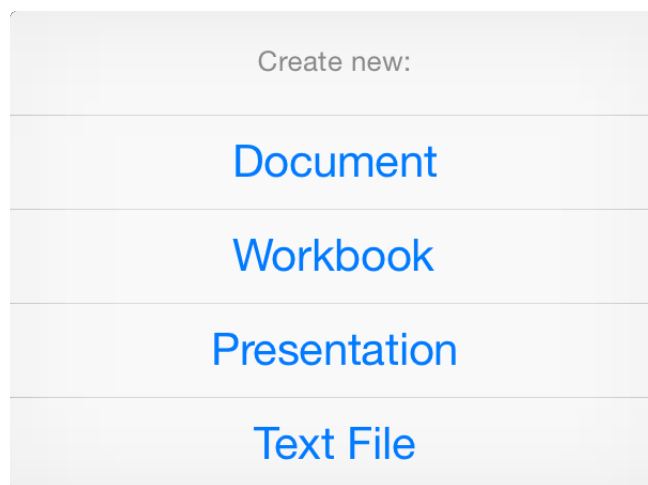 Create new:
Document
Workbook
Presentation
Text File